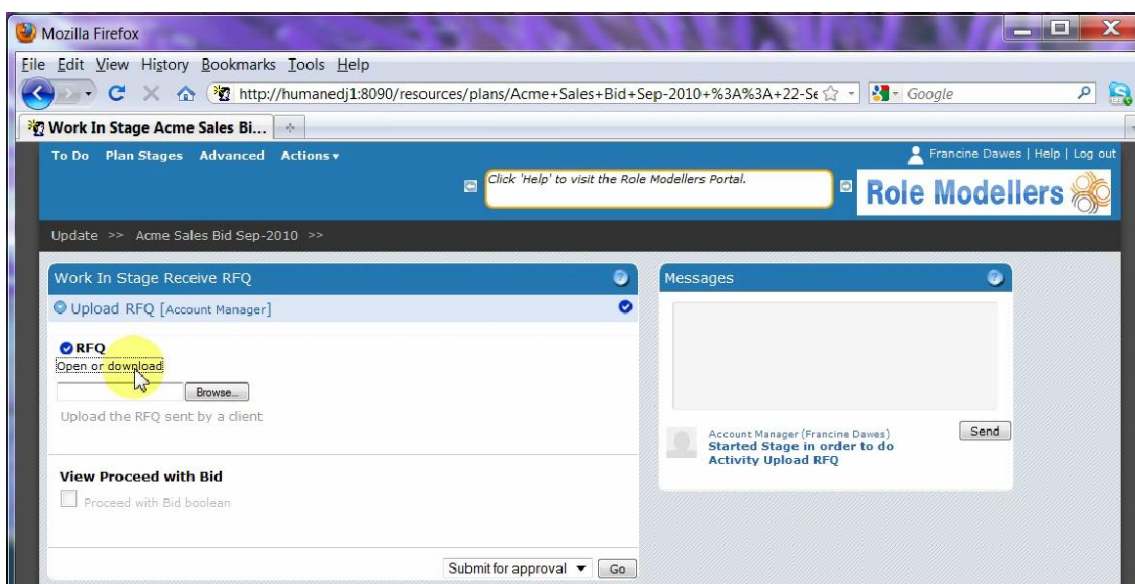 Mozilla Firefox
File Edit View History Bookmarks Tools Help
http://humanedj1:8090/resources/plans/Acme+Sales+Bid+Sep-2010+%3A%3A+22-Se
Google
Work In Stage Acme Sales Bi...
To Do Plan Stages Advanced Actions
Francine Dawes | Help | Log out
Click 'Help' to visit the Role Modellers Portal.
Role Modellers
Update >> Acme Sales Bid Sep-2010 >>
Work In Stage Receive RFQ
Upload RFQ [Account Manager]
RFQ
Open or download
Browse...
Upload the RFQ sent by a client
View Proceed with Bid
Proceed with Bid boolean
Submit for approval
Go
Messages
Send
Account Manager (Francine Dawes)
Started Stage in order to do
Activity Upload RFQ